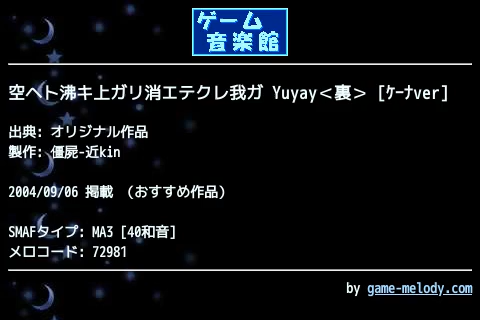 ゲーム
音楽館
空ヘト沸キ上ガリ消エテクレ我ガ Yuyay＜裏＞ [ｹｰﾅver]
出典: オリジナル作品
製作: 僵屍-近kin
2004/09/06 掲載 (おすすめ作品)
SMAFタイプ: MA3 [40和音]
メロコード: 72981
by game-melody.com